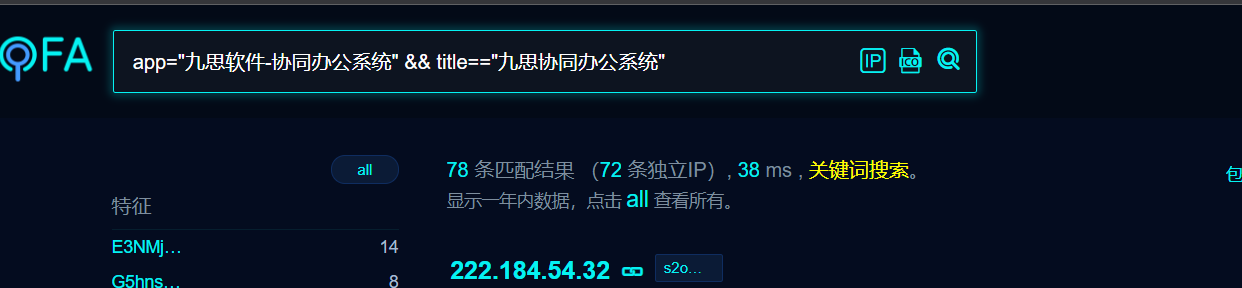 FA
app="九思软件-协同办公系统" && title=="九思协同办公系统"
IP
ICO
all
78 条匹配结果 （72 条独立IP）, 38 ms , 关键词搜索。
包
显示一年内数据，点击 all 查看所有。
特征
E3NMj… 14
G5hns… 8
222.184.54.32 s2o…